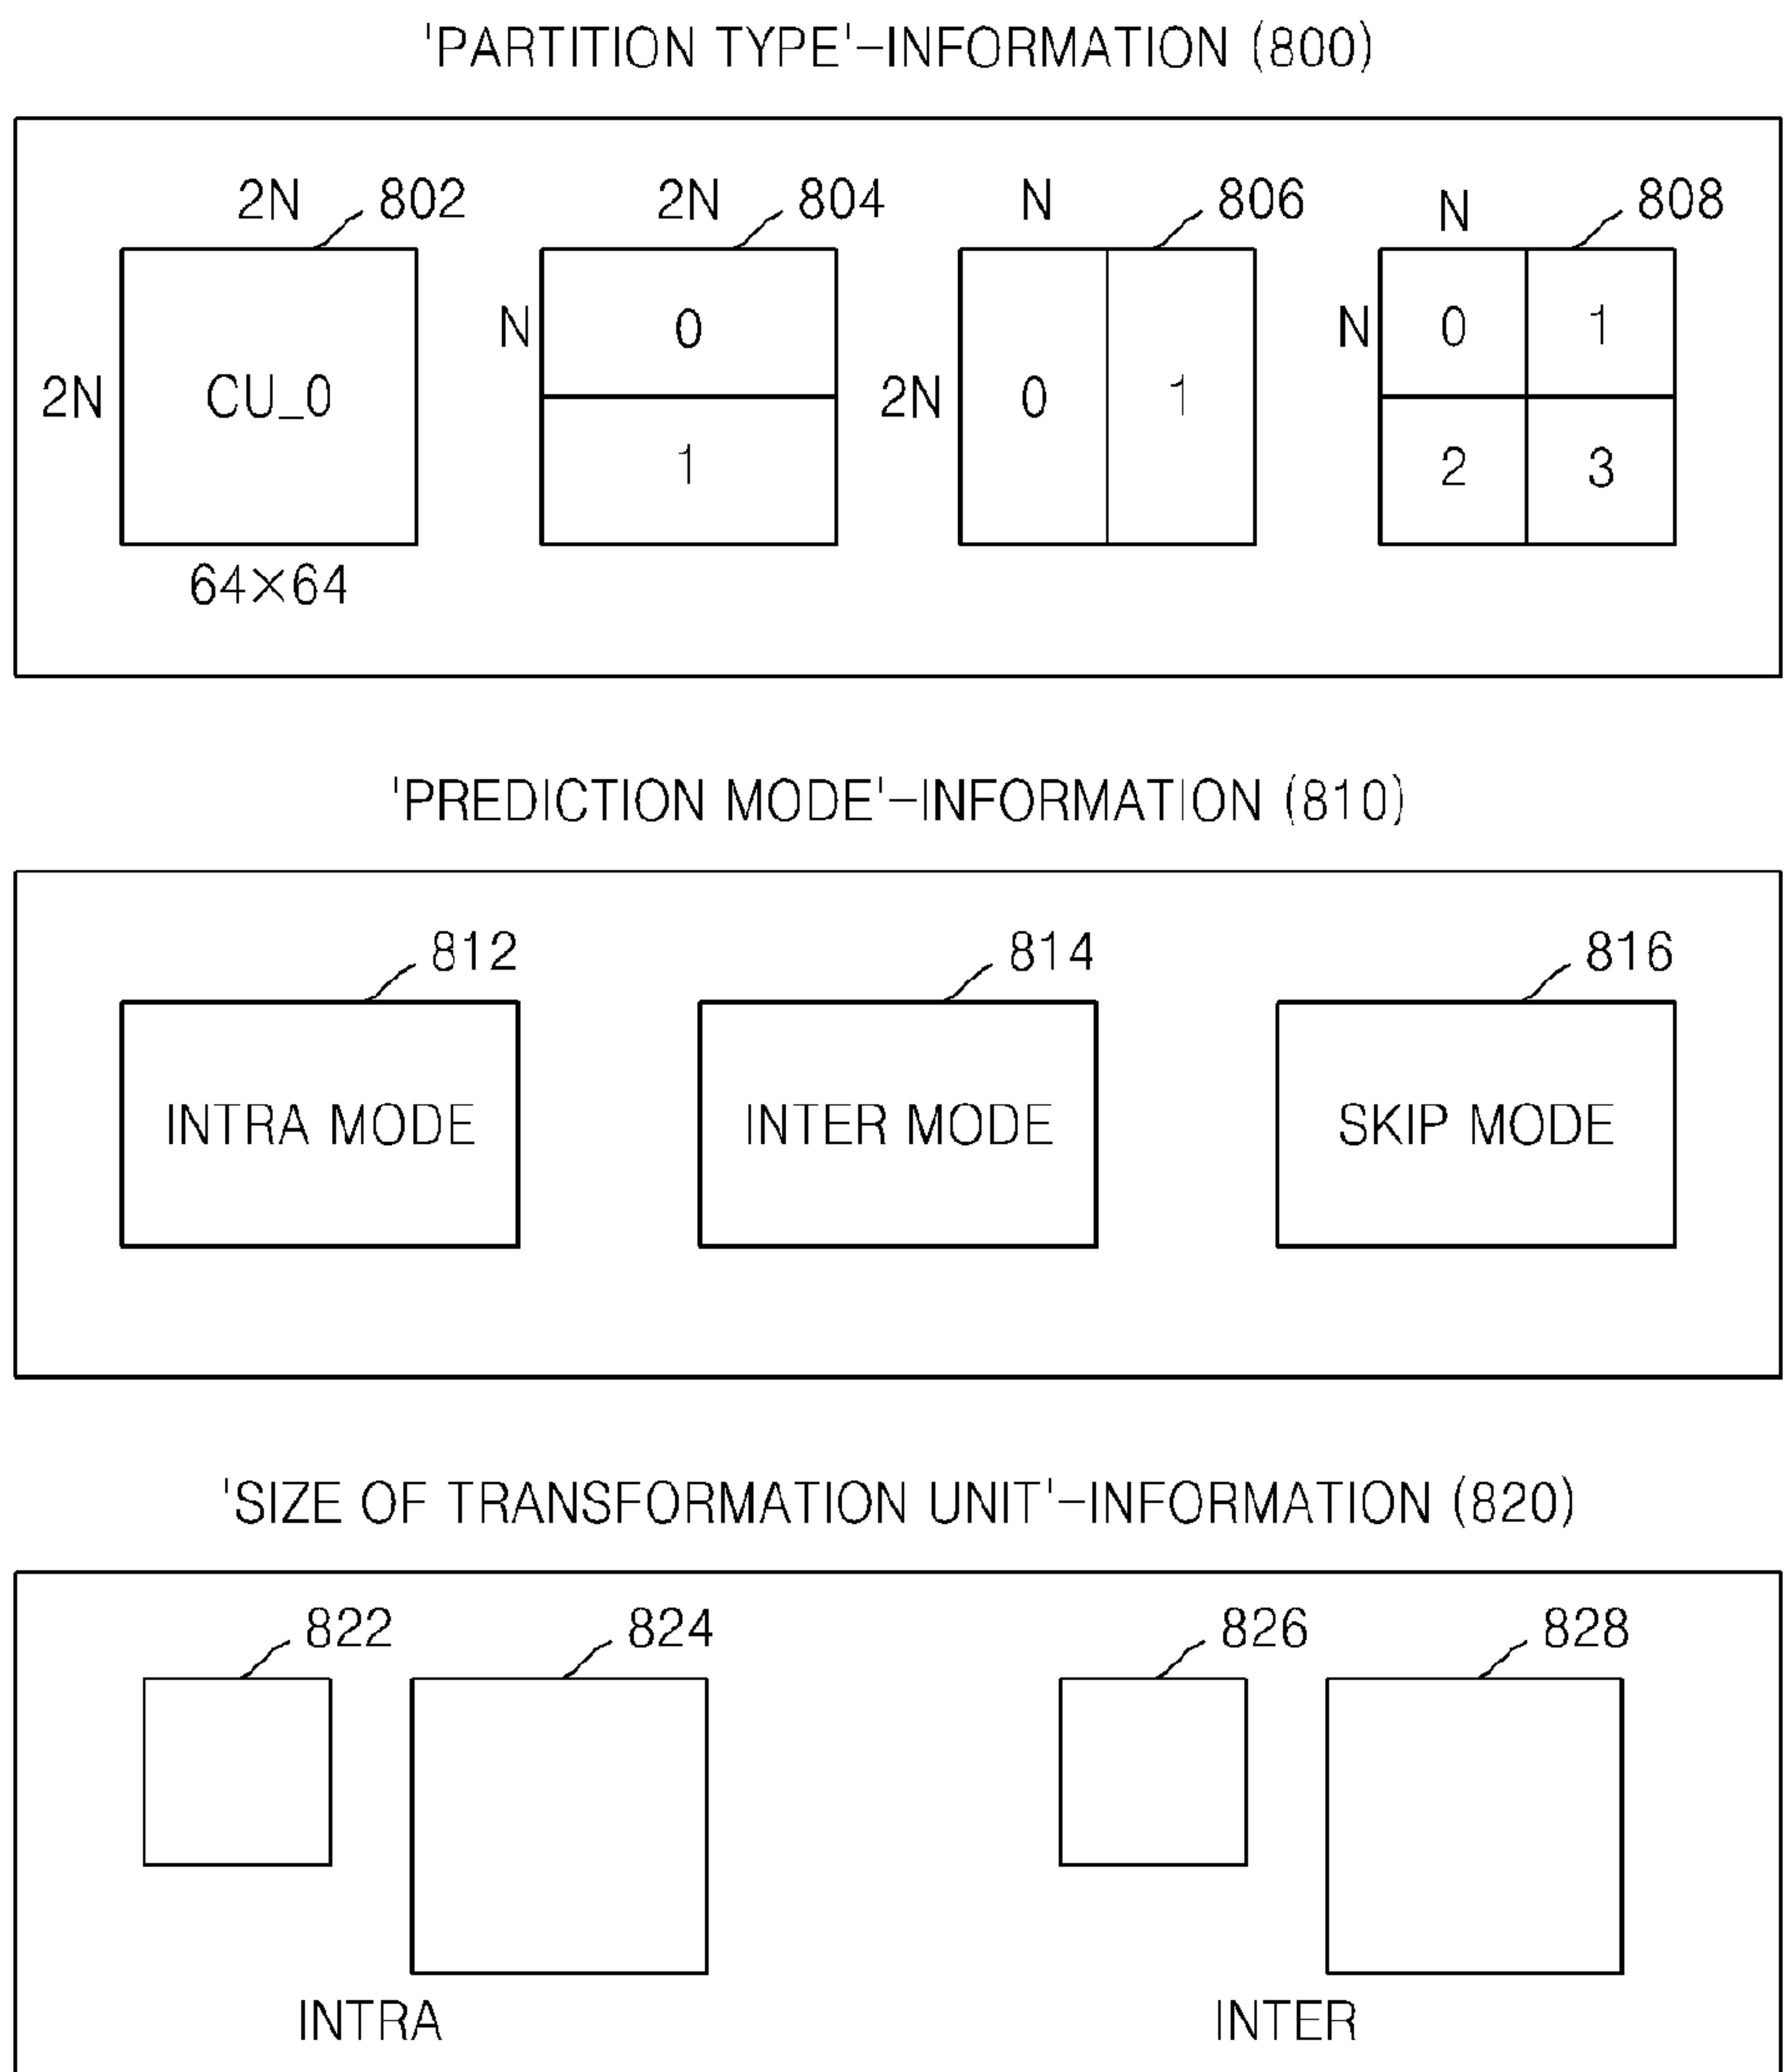 'PARTITION TYPE'-INFORMATION (800)
2N 802 2N 804 N 806 N 808
N 0 N 0 1
2N CU_0 2N 0 1
1 2 3
64×64
'PREDICTION MODE'-INFORMATION (810)
812 814 816
INTRA MODE INTER MODE SKIP MODE
'SIZE OF TRANSFORMATION UNIT'-INFORMATION (820)
822 824 826 828
INTRA INTER